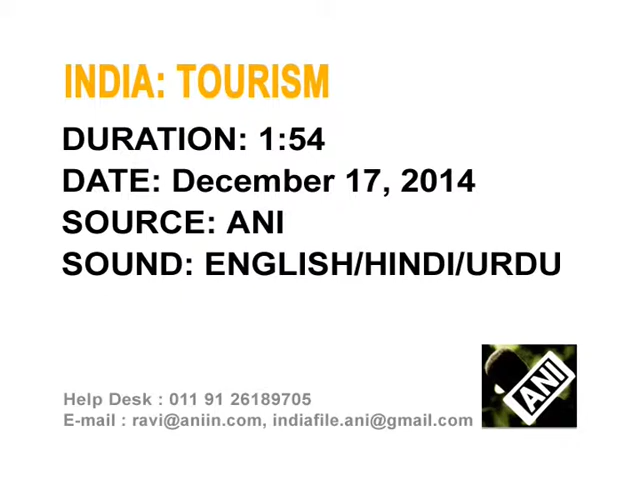 INDIA: TOURISM
DURATION: 1:54
DATE: December 17, 2014
SOURCE: ANI
SOUND: ENGLISH/HINDI/URDU
Help Desk : 011 91 26189705
E-mail : ravi@aniin.com, indiafile.ani@gmail.com
ANI